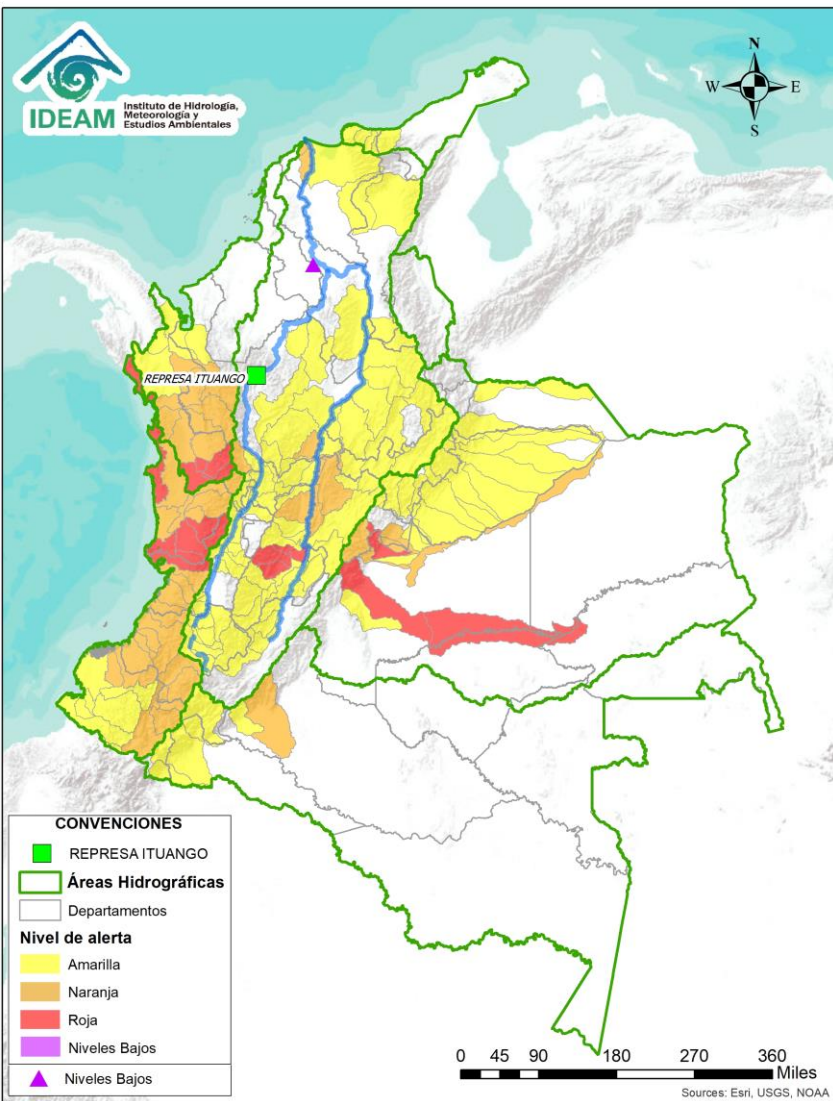 IDEAM
Instituto de Hidrología,
Meteorología y
Estudios Ambientales
N
W
E
S
REPRESA ITUANGO
CONVENCIONES
REPRESA ITUANGO
Áreas Hidrográficas
Departamentos
Nivel de alerta
Amarilla
Naranja
Roja
Niveles Bajos
Niveles Bajos
0 45 90 180 270 360
Miles
Sources: Esri, USGS, NOAA